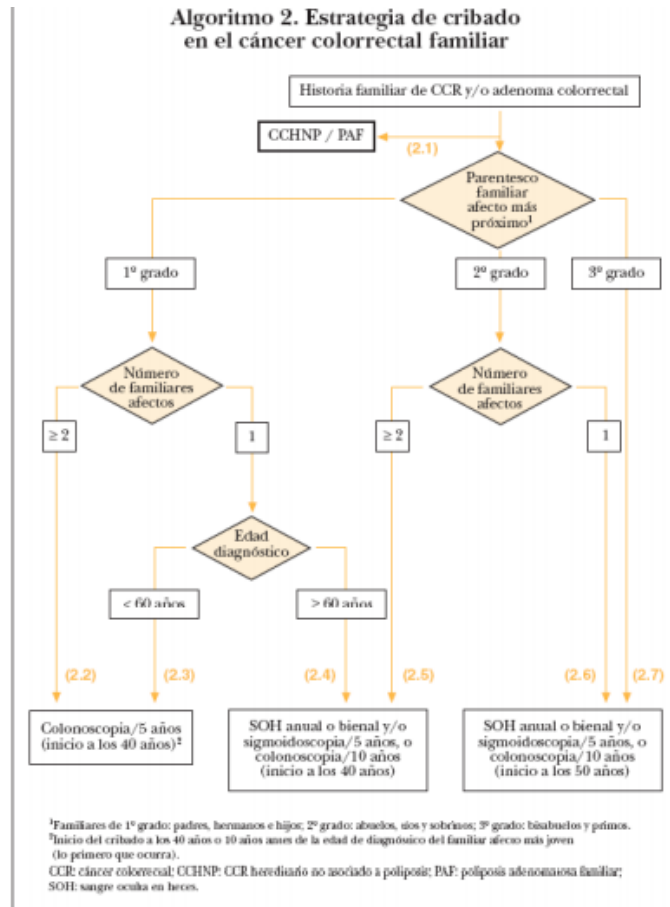 Algoritmo 2. Estrategia de cribado
en el cáncer colorrectal familiar
Historia familiar de CCR y/o adenoma colorrectal
CCHNP / PAF
(2.1)
Parentesco
familiar
afecto más
próximo¹
1º grado
2º grado
3º grado
Número
de familiares
afectos
Número
de familiares
afectos
≥ 2
1
≥ 2
1
Edad
diagnóstico
< 60 años
> 60 años
(2.2)
(2.3)
(2.4)
(2.5)
(2.6)
(2.7)
Colonoscopia/5 años
(inicio a los 40 años)²
SOH anual o bienal y/o
sigmoidoscopia/5 años, o
colonoscopia/10 años
(inicio a los 40 años)
SOH anual o bienal y/o
sigmoidoscopia/5 años, o
colonoscopia/10 años
(inicio a los 50 años)
¹Familiares de 1º grado: padres, hermanos e hijos; 2º grado: abuelos, tíos y sobrinos; 3º grado: bisabuelos y primos.
²Inicio del cribado a los 40 años o 10 años antes de la edad de diagnóstico del familiar afecto más joven
(lo primero que ocurra).
CCR: cáncer colorrectal; CCHNP: CCR hereditario no asociado a poliposis; PAF: poliposis adenomatosa familiar;
SOH: sangre oculta en heces.